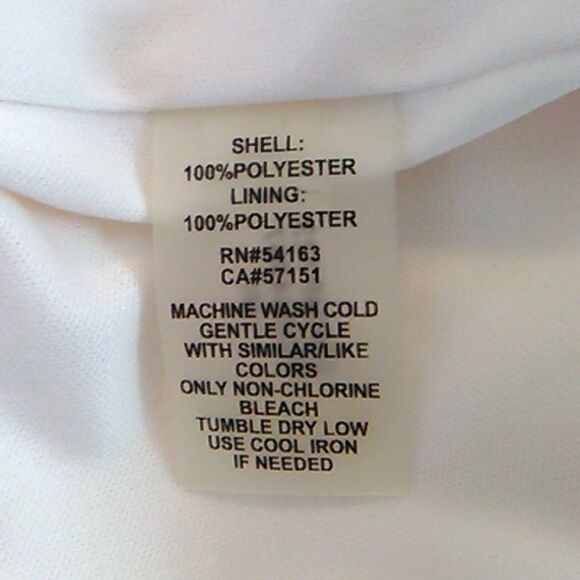 SHELL:
100%POLYESTER
LINING:
100%POLYESTER
RN#54163
CA#57151
MACHINE WASH COLD
GENTLE CYCLE
WITH SIMILAR/LIKE
COLORS
ONLY NON-CHLORINE
BLEACH
TUMBLE DRY LOW
USE COOL IRON
IF NEEDED